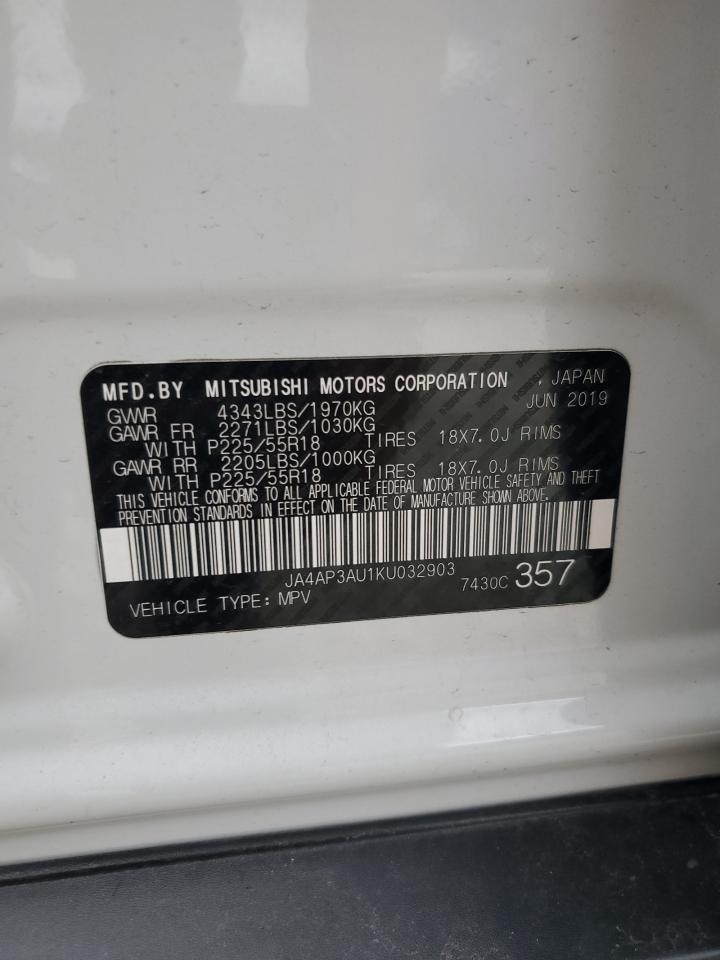 MFD.BY MITSUBISHI MOTORS CORPORATION , JAPAN
GWWR 4343LBS/1970KG JUN 2019
GAWR FR 2271LBS/1030KG
WITH P225/55R18 TIRES 18X7.0J RIMS
GAWR RR 2205LBS/1000KG
WITH P225/55R18 TIRES 18X7.0J RIMS
THIS VEHICLE CONFORMS TO ALL APPLICABLE FEDERAL MOTOR VEHICLE SAFETY AND THEFT
PREVENTION STANDARDS IN EFFECT ON THE DATE OF MANUFACTURE SHOWN ABOVE.
JA4AP3AU1KU032903
7430C 357
VEHICLE TYPE: MPV